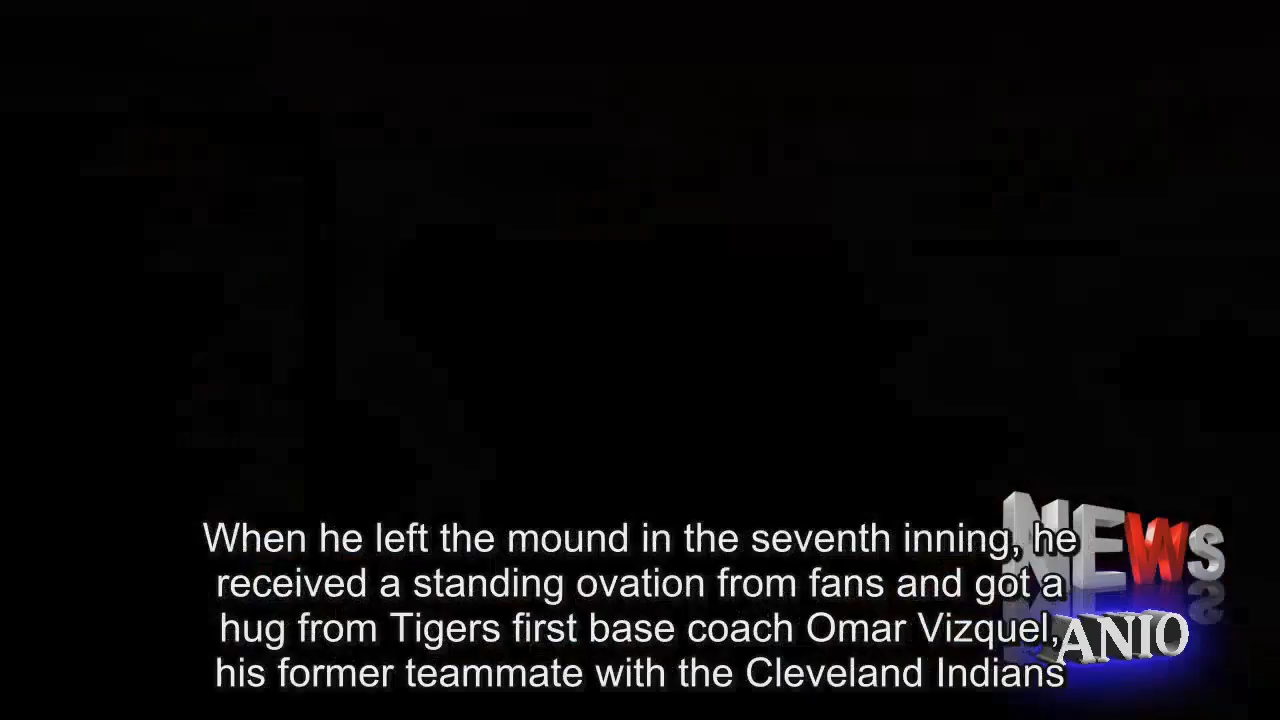 When he left the mound in the seventh inning, he
received a standing ovation from fans and got a
hug from Tigers first base coach Omar Vizquel,
his former teammate with the Cleveland Indians
NEWS
ANIO